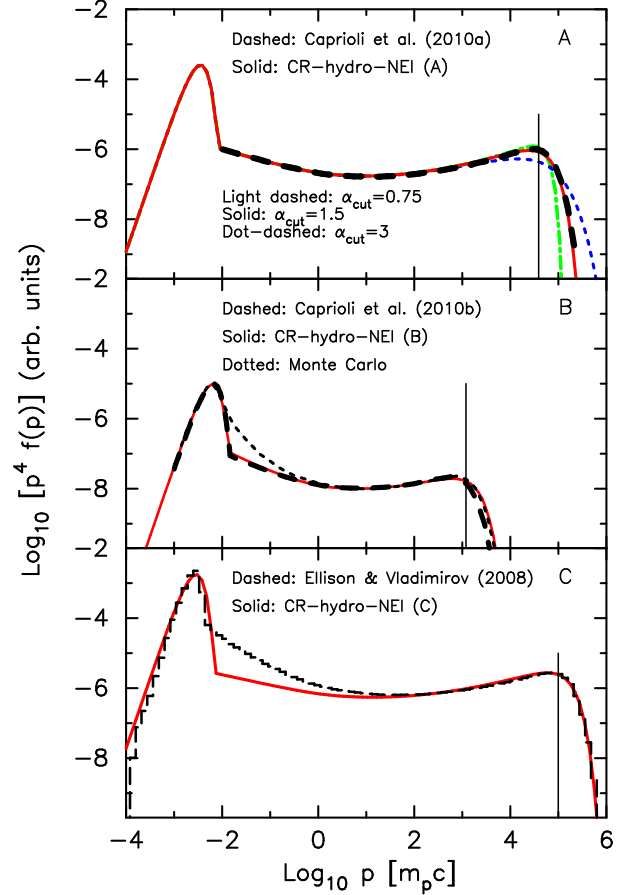 −2
Dashed: Caprioli et al. (2010a)
A
Solid: CR−hydro−NEI (A)
−4
−6
Light dashed: α_cut=0.75
Solid: α_cut=1.5
Dot−dashed: α_cut=3
−8
−2
Dashed: Caprioli et al. (2010b)
B
Solid: CR−hydro−NEI (B)
−4
Dotted: Monte Carlo
−6
−8
−2
Dashed: Ellison & Vladimirov (2008)
C
Solid: CR−hydro−NEI (C)
−4
−6
−8
−4 −2 0 2 4 6
Log₁₀ p [m_pc]
Log₁₀ [p⁴ f(p)] (arb. units)